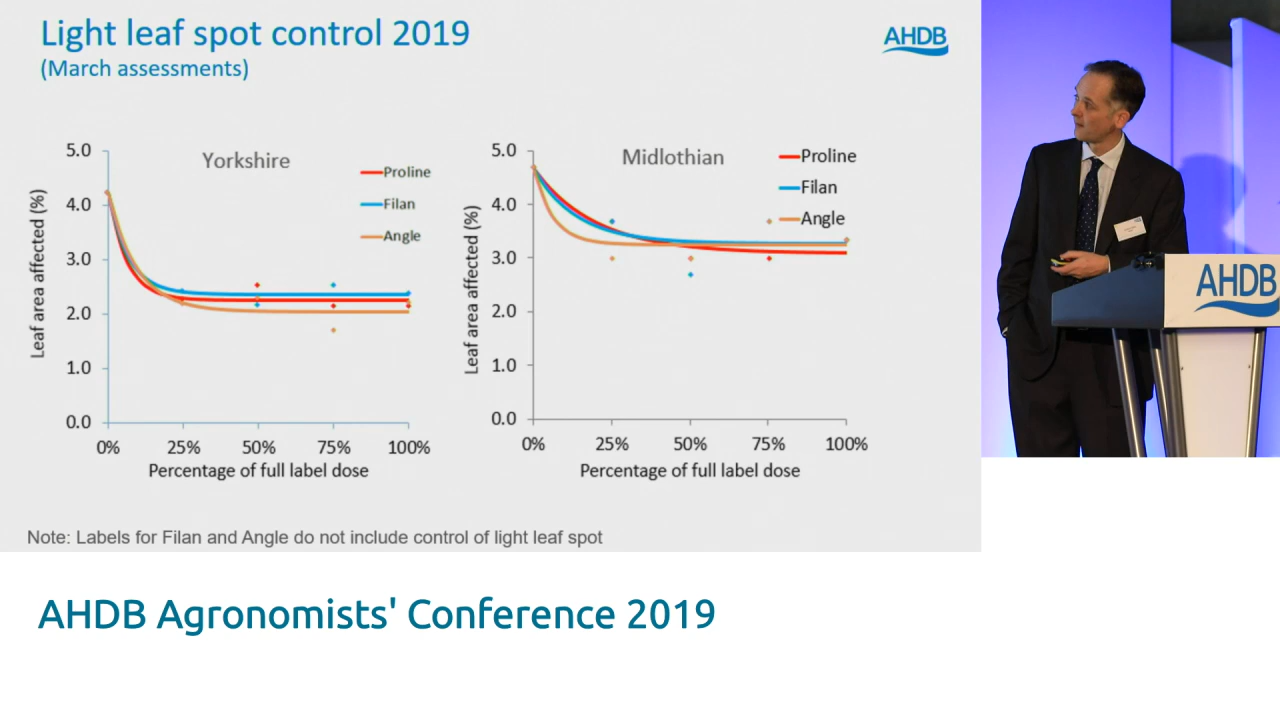 Light leaf spot control 2019
(March assessments)
AHDB
Yorkshire
Proline
Filan
Angle
5.0
4.0
3.0
2.0
1.0
0.0
Leaf area affected (%)
0% 25% 50% 75% 100%
Percentage of full label dose
Midlothian
Proline
Filan
Angle
5.0
4.0
3.0
2.0
1.0
0.0
Leaf area affected (%)
0% 25% 50% 75% 100%
Percentage of full label dose
Note: Labels for Filan and Angle do not include control of light leaf spot
AHDB
AHDB Agronomists' Conference 2019